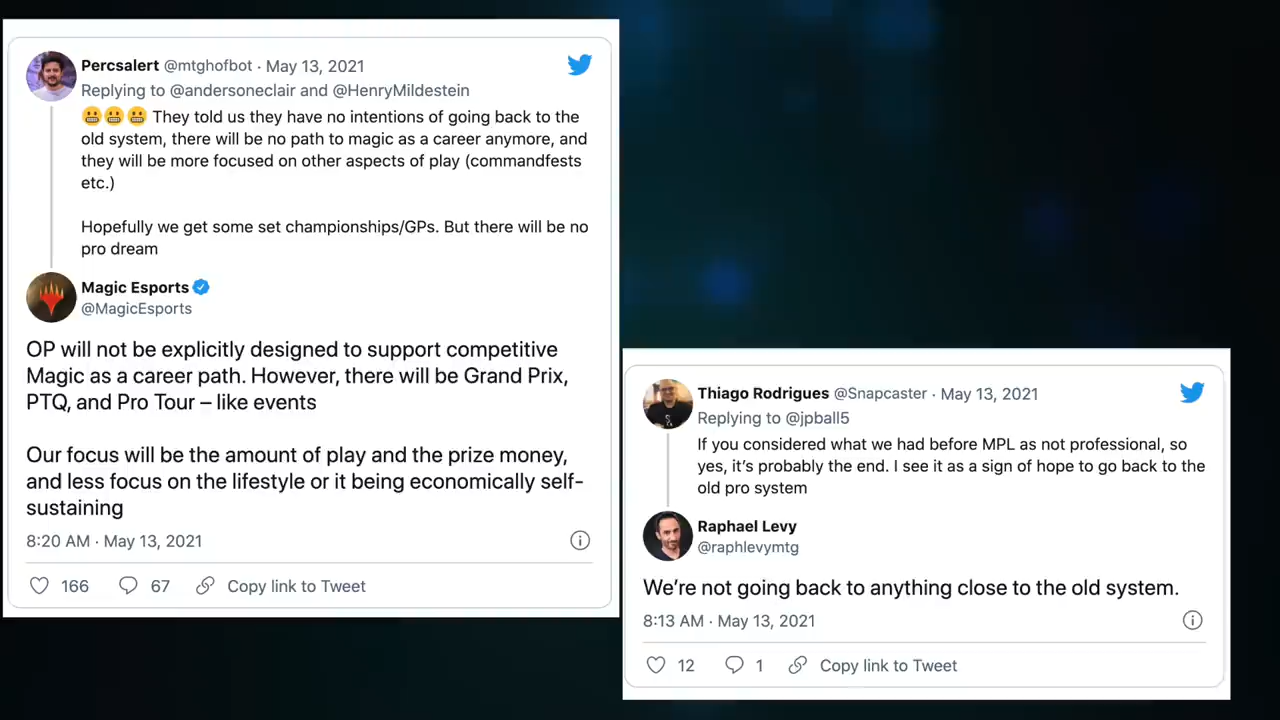 Percsalert @mtghofbot · May 13, 2021
Replying to @andersoneclair and @HenryMildestein
😬😬😬 They told us they have no intentions of going back to the
old system, there will be no path to magic as a career anymore, and
they will be more focused on other aspects of play (commandfests
etc.)
Hopefully we get some set championships/GPs. But there will be no
pro dream
Magic Esports
@MagicEsports
OP will not be explicitly designed to support competitive
Magic as a career path. However, there will be Grand Prix,
PTQ, and Pro Tour – like events
Our focus will be the amount of play and the prize money,
and less focus on the lifestyle or it being economically self-
sustaining
8:20 AM · May 13, 2021
166 67 Copy link to Tweet
Thiago Rodrigues @Snapcaster · May 13, 2021
Replying to @jpball5
If you considered what we had before MPL as not professional, so
yes, it’s probably the end. I see it as a sign of hope to go back to the
old pro system
Raphael Levy
@raphlevymtg
We’re not going back to anything close to the old system.
8:13 AM · May 13, 2021
12 1 Copy link to Tweet